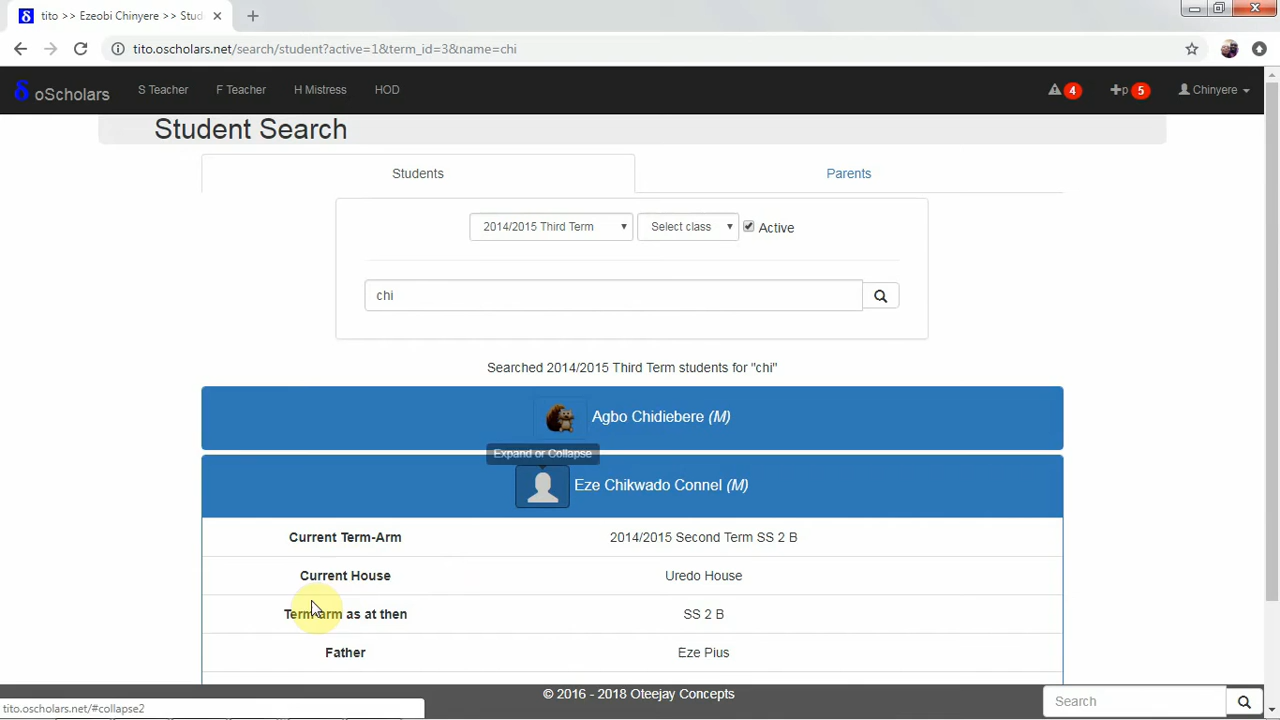 tito >> Ezeobi Chinyere >> Stud
tito.oscholars.net/search/student?active=1&term_id=3&name=chi
δ oScholars S Teacher F Teacher H Mistress HOD 4 +p 5 Chinyere
Student Search
Students Parents
2014/2015 Third Term Select class Active
chi
Searched 2014/2015 Third Term students for "chi"
Agbo Chidiebere (M)
Expand or Collapse
Eze Chikwado Connel (M)
Current Term-Arm 2014/2015 Second Term SS 2 B
Current House Uredo House
Term-arm as at then SS 2 B
Father Eze Pius
© 2016 - 2018 Oteejay Concepts Search
tito.oscholars.net/#collapse2